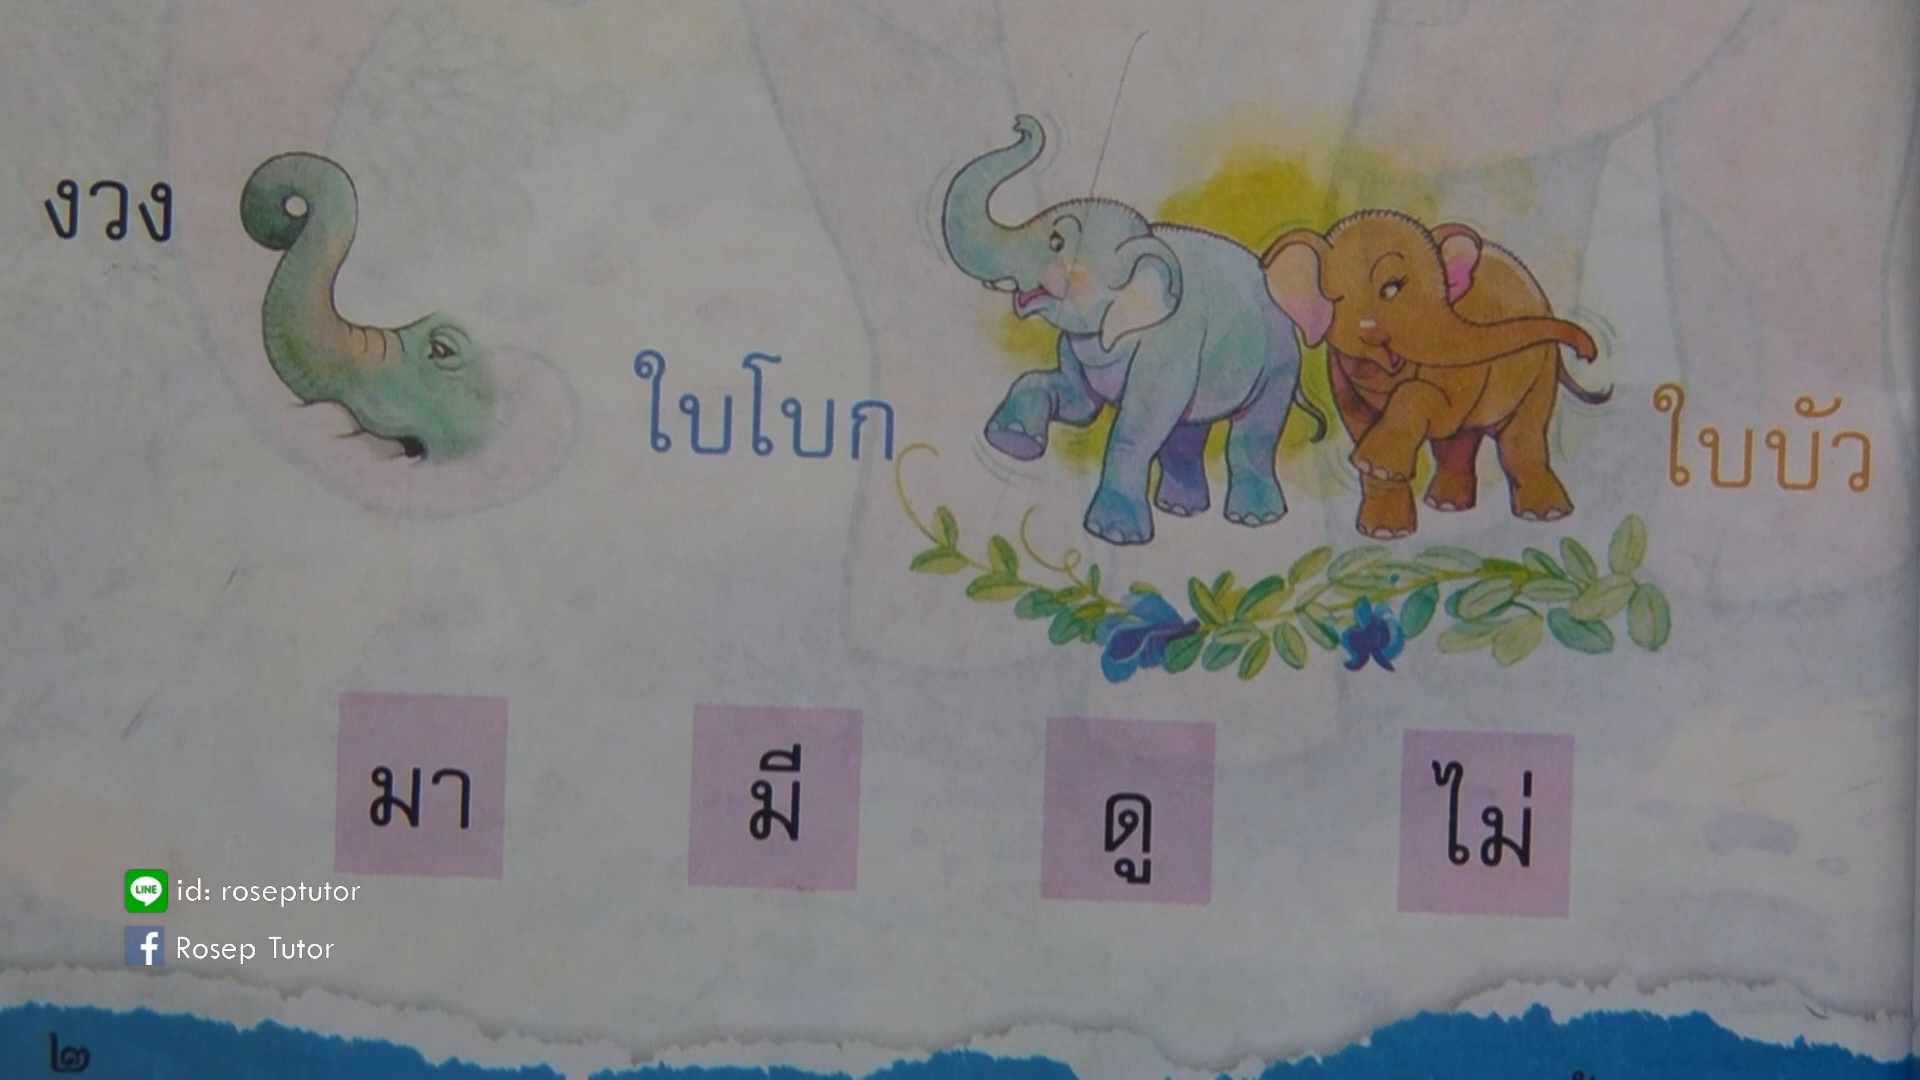 งวง
ใบโบก
ใบบัว
มา
มี
ดู
ไม่
LINE id: roseptutor
f Rosep Tutor
๒